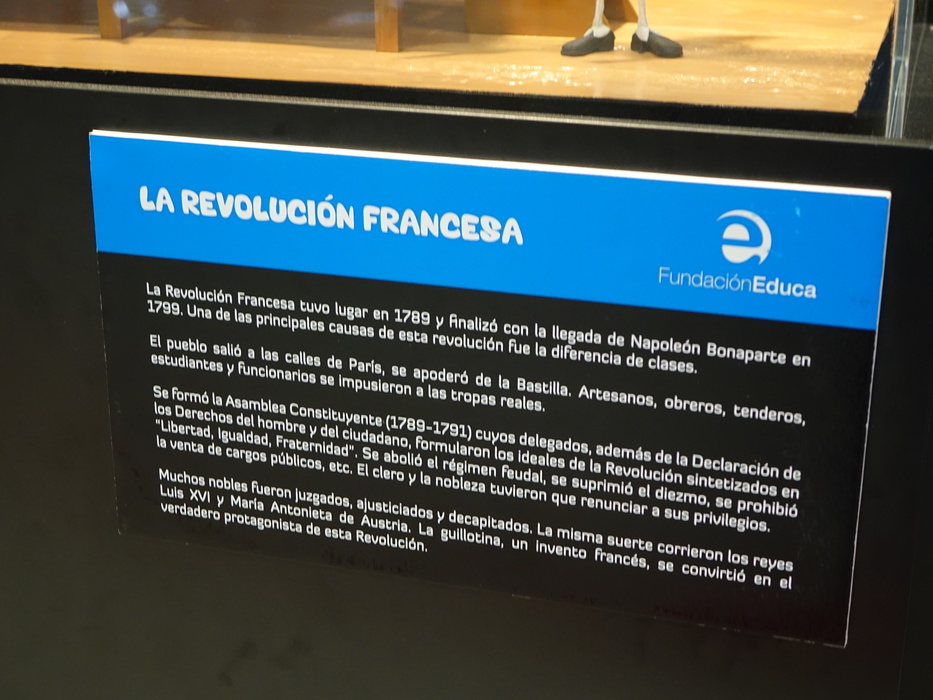 LA REVOLUCIÓN FRANCESA
FundaciónEduca
La Revolución Francesa tuvo lugar en 1789 y finalizó con la llegada de Napoleón Bonaparte en
1799. Una de las principales causas de esta revolución fue la diferencia de clases.
El pueblo salió a las calles de París, se apoderó de la Bastilla. Artesanos, obreros, tenderos,
estudiantes y funcionarios se impusieron a las tropas reales.
Se formó la Asamblea Constituyente (1789-1791) cuyos delegados, además de la Declaración de
los Derechos del hombre y del ciudadano, formularon los ideales de la Revolución sintetizados en
"Libertad, Igualdad, Fraternidad". Se abolió el régimen feudal, se suprimió el diezmo, se prohibió
la venta de cargos públicos, etc. El clero y la nobleza tuvieron que renunciar a sus privilegios.
Muchos nobles fueron juzgados, ajusticiados y decapitados. La misma suerte corrieron los reyes
Luis XVI y María Antonieta de Austria. La guillotina, un invento francés, se convirtió en el
verdadero protagonista de esta Revolución.